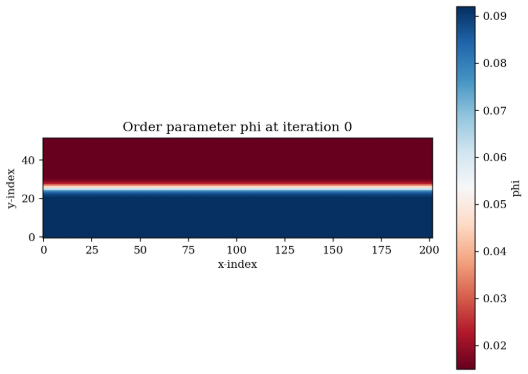 Order parameter phi at iteration 0
y-index
40
20
0
0 25 50 75 100 125 150 175 200
x-index
0.09
0.08
0.07
0.06
0.05
0.04
0.03
0.02
phi